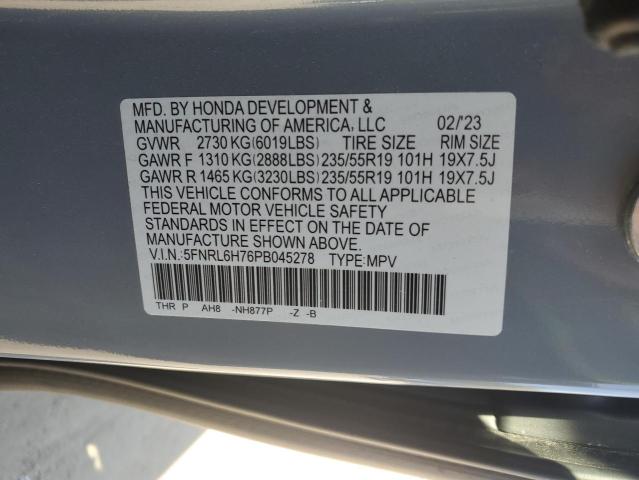 MFD. BY HONDA DEVELOPMENT &
MANUFACTURING OF AMERICA, LLC 02/'23
GVWR 2730 KG(6019LBS) TIRE SIZE RIM SIZE
GAWR F 1310 KG(2888LBS)235/55R19 101H 19X7.5J
GAWR R 1465 KG(3230LBS)235/55R19 101H 19X7.5J
THIS VEHICLE CONFORMS TO ALL APPLICABLE
FEDERAL MOTOR VEHICLE SAFETY
STANDARDS IN EFFECT ON THE DATE OF
MANUFACTURE SHOWN ABOVE.
V.I.N.:5FNRL6H76PB045278 TYPE:MPV
THR P AH8 -NH877P -Z -B